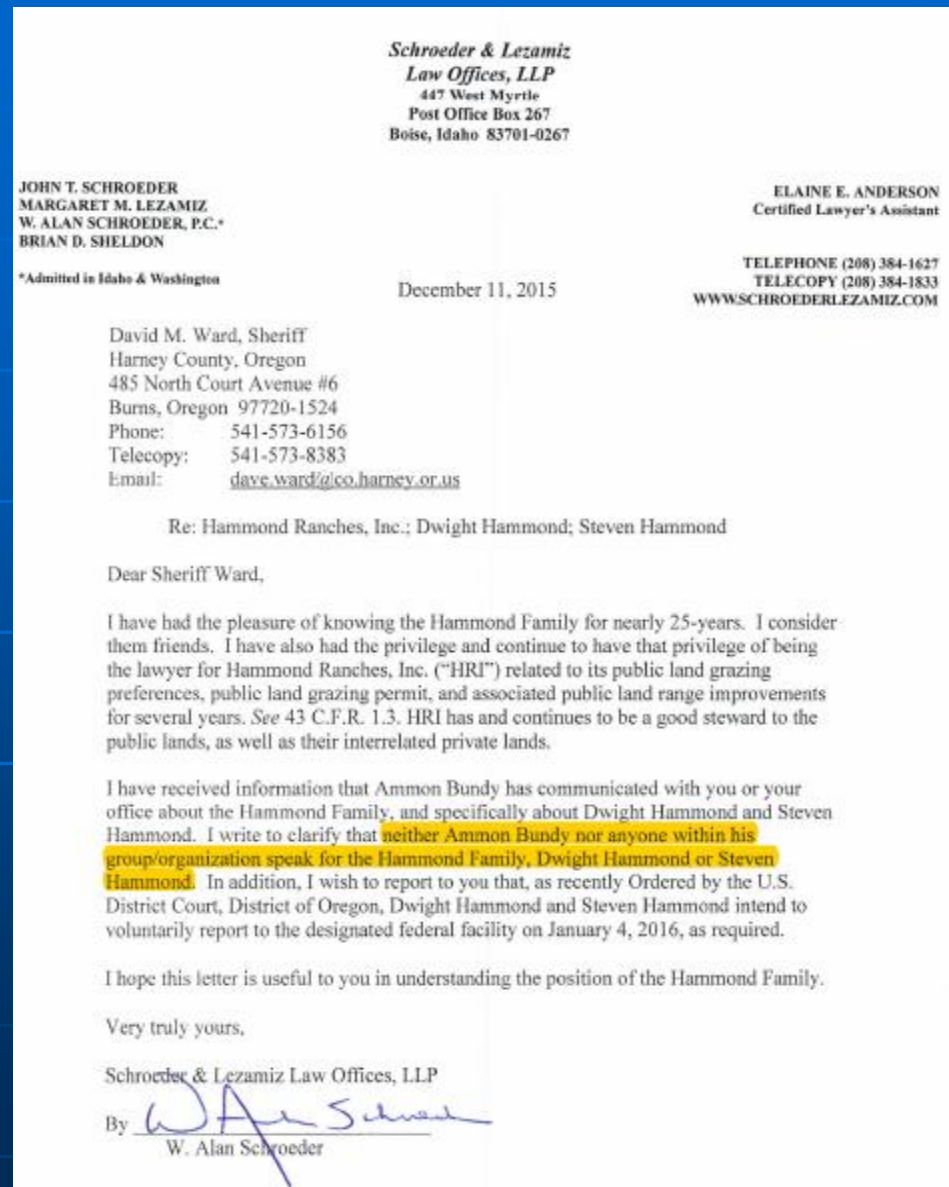 Schroeder & Lezamiz
Law Offices, LLP
447 West Myrtle
Post Office Box 267
Boise, Idaho 83701-0267
JOHN T. SCHROEDER
MARGARET M. LEZAMIZ
W. ALAN SCHROEDER, P.C.*
BRIAN D. SHELDON
*Admitted in Idaho & Washington
ELAINE E. ANDERSON
Certified Lawyer's Assistant
TELEPHONE (208) 384-1627
TELECOPY (208) 384-1833
WWW.SCHROEDERLEZAMIZ.COM
December 11, 2015
David M. Ward, Sheriff
Harney County, Oregon
485 North Court Avenue #6
Burns, Oregon 97720-1524
Phone: 541-573-6156
Telecopy: 541-573-8383
Email: dave.ward@co.harney.or.us
Re: Hammond Ranches, Inc.; Dwight Hammond; Steven Hammond
Dear Sheriff Ward,
I have had the pleasure of knowing the Hammond Family for nearly 25-years. I consider
them friends. I have also had the privilege and continue to have that privilege of being
the lawyer for Hammond Ranches, Inc. ("HRI") related to its public land grazing
preferences, public land grazing permit, and associated public land range improvements
for several years. See 43 C.F.R. 1.3. HRI has and continues to be a good steward to the
public lands, as well as their interrelated private lands.
I have received information that Ammon Bundy has communicated with you or your
office about the Hammond Family, and specifically about Dwight Hammond and Steven
Hammond. I write to clarify that neither Ammon Bundy nor anyone within his
group/organization speak for the Hammond Family, Dwight Hammond or Steven
Hammond. In addition, I wish to report to you that, as recently Ordered by the U.S.
District Court, District of Oregon, Dwight Hammond and Steven Hammond intend to
voluntarily report to the designated federal facility on January 4, 2016, as required.
I hope this letter is useful to you in understanding the position of the Hammond Family.
Very truly yours,
Schroeder & Lezamiz Law Offices, LLP
By W Alan Schroeder
W. Alan Schroeder